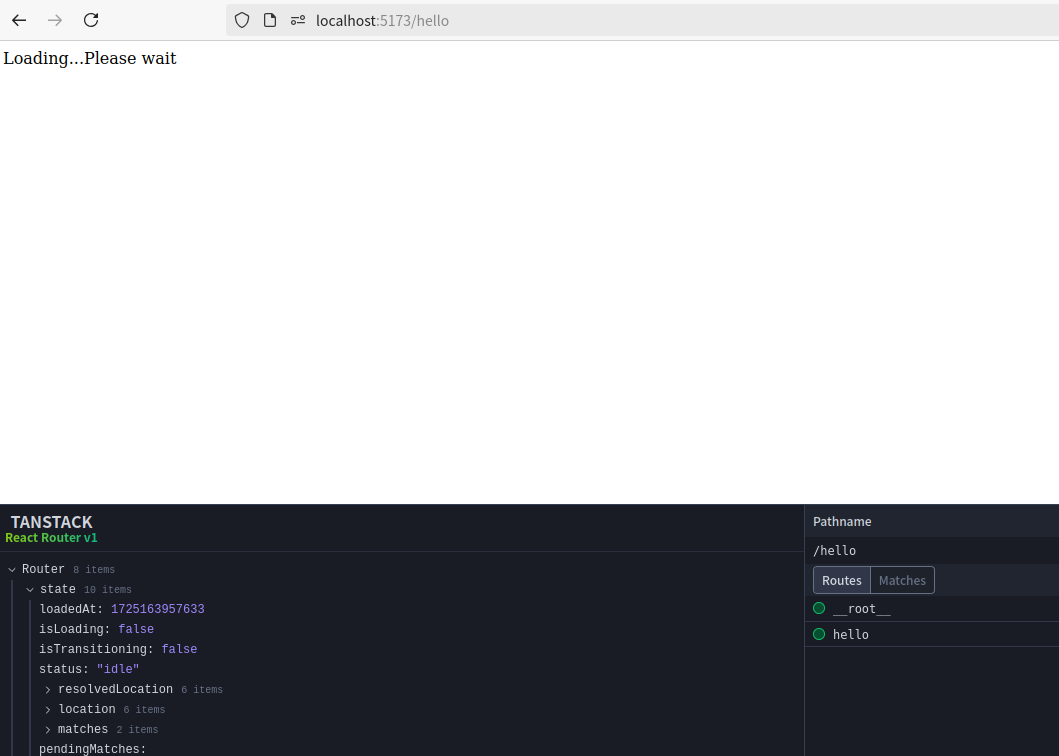 localhost:5173/hello
Loading...Please wait
TANSTACK
React Router v1
Router 8 items
state 10 items
loadedAt: 1725163957633
isLoading: false
isTransitioning: false
status: "idle"
resolvedLocation 6 items
location 6 items
matches 2 items
pendingMatches:
Pathname
/hello
Routes Matches
__root__
hello